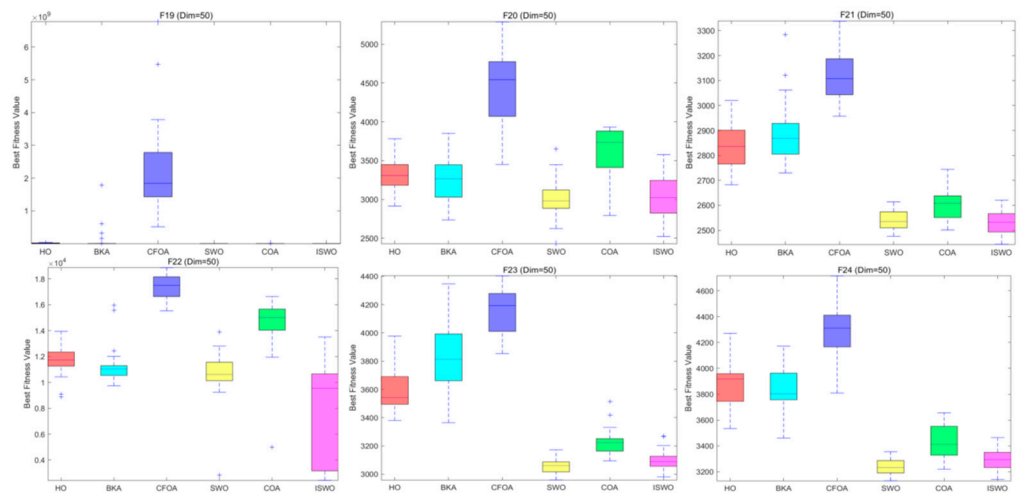 F19 (Dim=50)
×10^9
Best Fitness Value
6
5
4
3
2
1
HO BKA CFOA SWO COA ISWO
F20 (Dim=50)
Best Fitness Value
5000
4500
4000
3500
3000
2500
HO BKA CFOA SWO COA ISWO
F21 (Dim=50)
Best Fitness Value
3300
3200
3100
3000
2900
2800
2700
2600
2500
HO BKA CFOA SWO COA ISWO
F22 (Dim=50)
×10^4
Best Fitness Value
1.8
1.6
1.4
1.2
1
0.8
0.6
0.4
HO BKA CFOA SWO COA ISWO
F23 (Dim=50)
Best Fitness Value
4400
4200
4000
3800
3600
3400
3200
3000
HO BKA CFOA SWO COA ISWO
F24 (Dim=50)
Best Fitness Value
4600
4400
4200
4000
3800
3600
3400
3200
HO BKA CFOA SWO COA ISWO